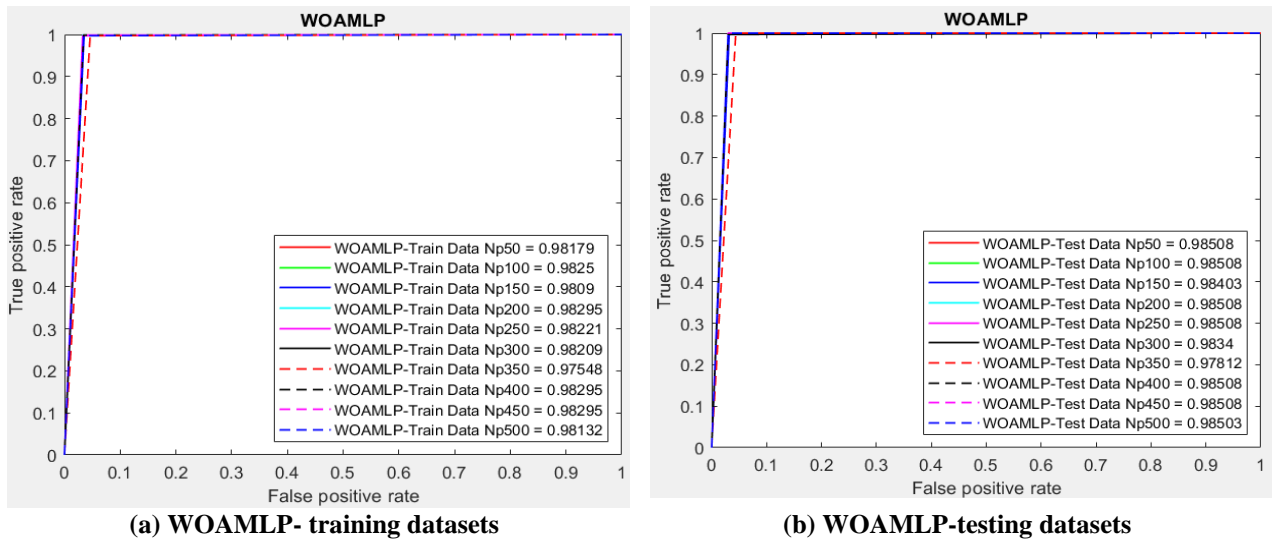 WOAMLP
1
0.9
0.8
0.7
0.6
0.5
0.4
0.3
0.2
0.1
0
True positive rate
WOAMLP-Train Data Np50 = 0.98179
WOAMLP-Train Data Np100 = 0.9825
WOAMLP-Train Data Np150 = 0.9809
WOAMLP-Train Data Np200 = 0.98295
WOAMLP-Train Data Np250 = 0.98221
WOAMLP-Train Data Np300 = 0.98209
WOAMLP-Train Data Np350 = 0.97548
WOAMLP-Train Data Np400 = 0.98295
WOAMLP-Train Data Np450 = 0.98295
WOAMLP-Train Data Np500 = 0.98132
0 0.1 0.2 0.3 0.4 0.5 0.6 0.7 0.8 0.9 1
False positive rate
(a) WOAMLP- training datasets
WOAMLP
1
0.9
0.8
0.7
0.6
0.5
0.4
0.3
0.2
0.1
0
True positive rate
WOAMLP-Test Data Np50 = 0.98508
WOAMLP-Test Data Np100 = 0.98508
WOAMLP-Test Data Np150 = 0.98403
WOAMLP-Test Data Np200 = 0.98508
WOAMLP-Test Data Np250 = 0.98508
WOAMLP-Test Data Np300 = 0.9834
WOAMLP-Test Data Np350 = 0.97812
WOAMLP-Test Data Np400 = 0.98508
WOAMLP-Test Data Np450 = 0.98508
WOAMLP-Test Data Np500 = 0.98503
0 0.1 0.2 0.3 0.4 0.5 0.6 0.7 0.8 0.9 1
False positive rate
(b) WOAMLP-testing datasets